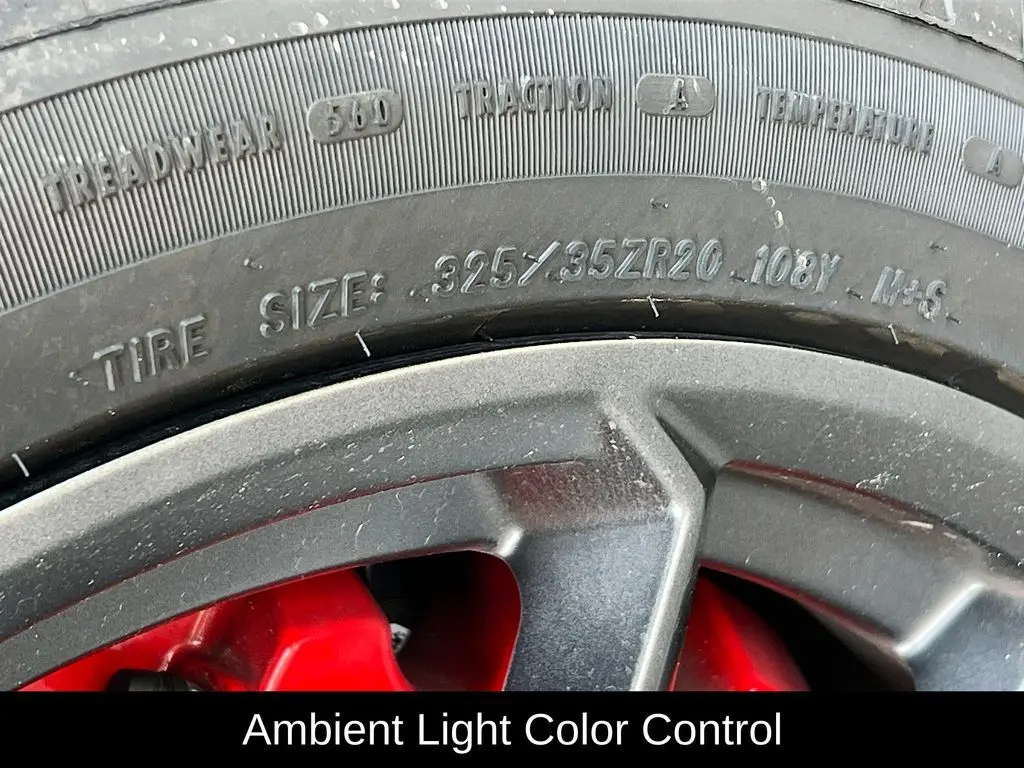 TREADWEAR 560 TRACTION A TEMPERATURE A
TIRE SIZE: 325/35ZR20 108Y M+S
Ambient Light Color Control